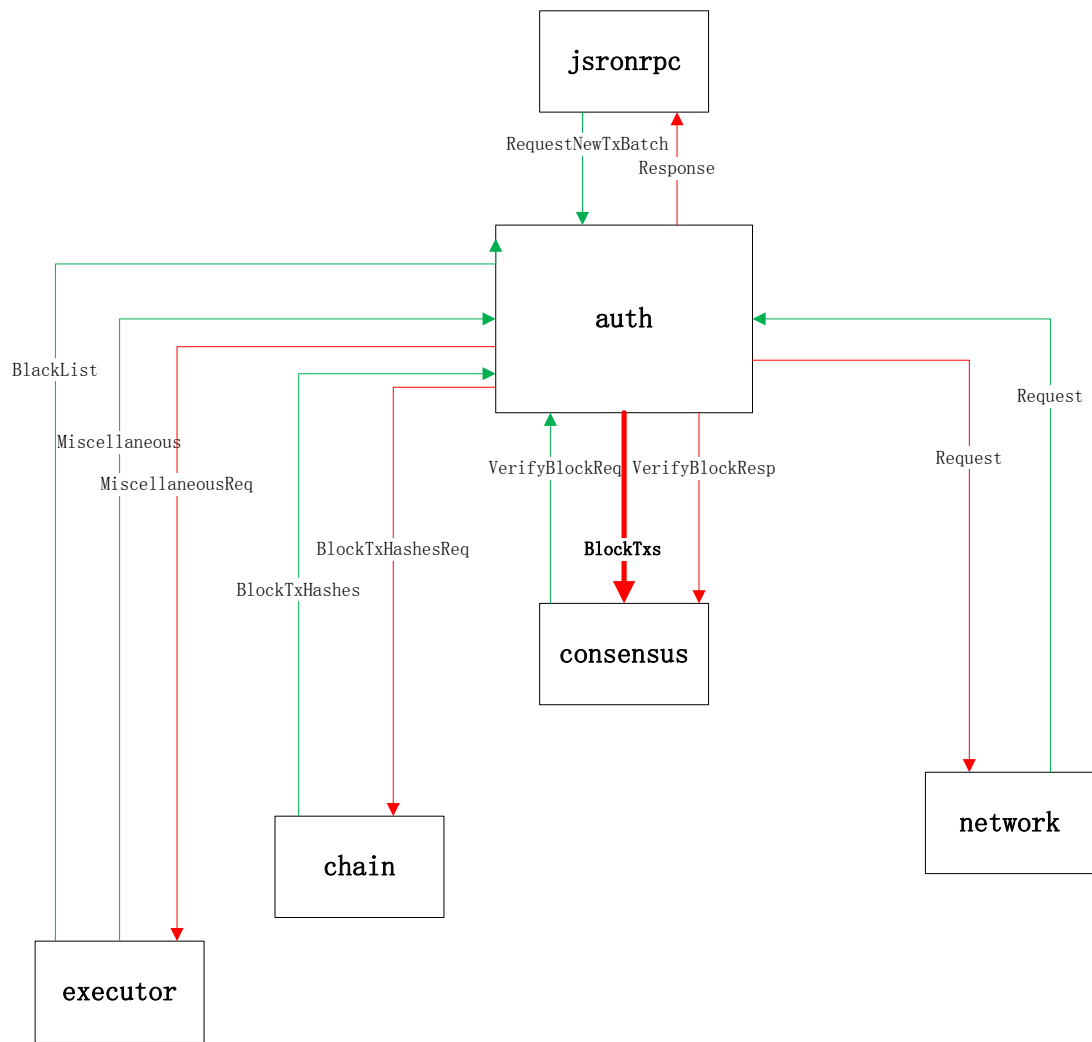 jsronrpc
RequestNewTxBatch
Response
auth
BlackList
Request
Miscellaneous
MiscellaneousReq
VerifyBlockReq
VerifyBlockResp
Request
BlockTxHashesReq
BlockTxs
BlockTxHashes
consensus
network
chain
executor